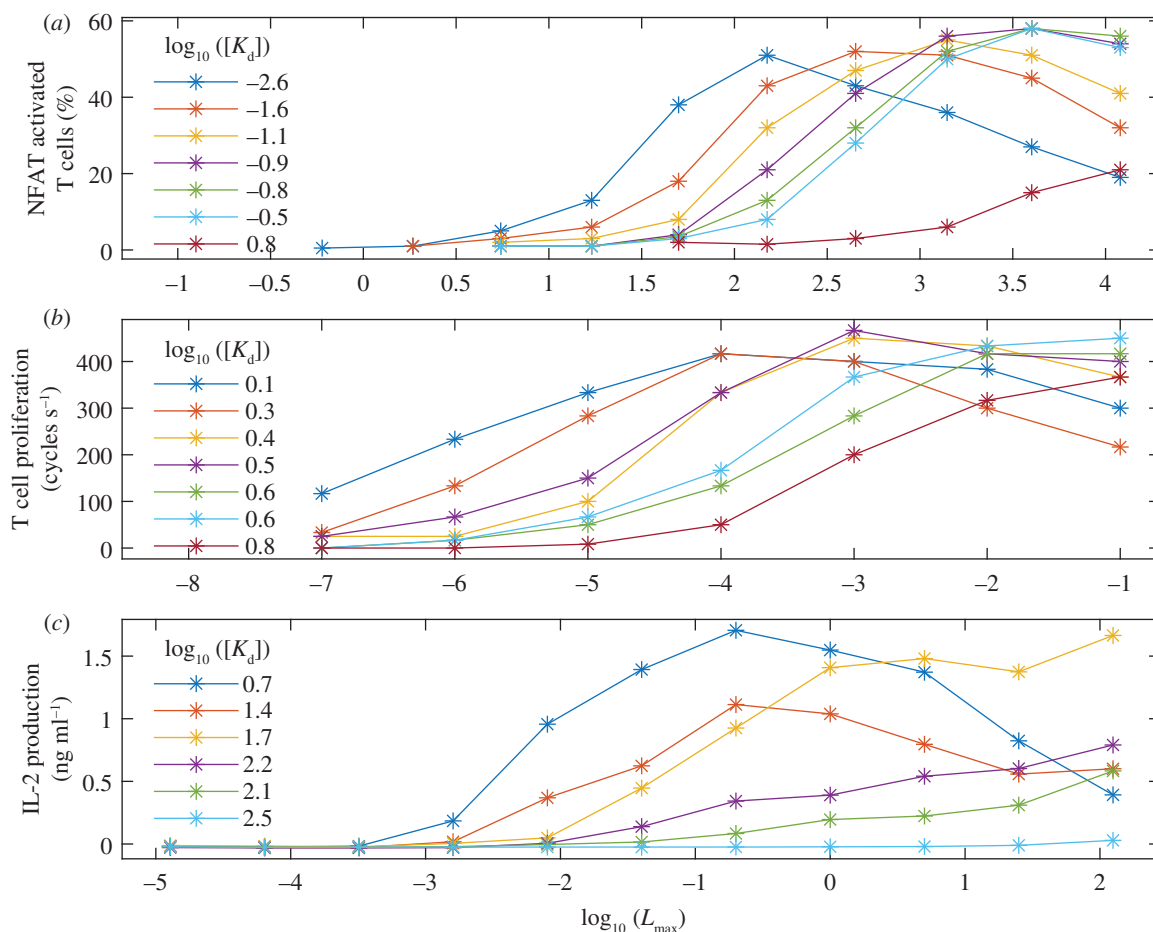 (a)
60
40
20
0
NFAT activated
T cells (%)
log10 ([Kd])
–2.6
–1.6
–1.1
–0.9
–0.8
–0.5
0.8
–1 –0.5 0 0.5 1.0 1.5 2 2.5 3 3.5 4
(b)
400
300
200
100
0
T cell proliferation
(cycles s–1)
log10 ([Kd])
0.1
0.3
0.4
0.5
0.6
0.6
0.8
–8 –7 –6 –5 –4 –3 –2 –1
(c)
1.5
1
0.5
0
IL-2 production
(ng ml–1)
log10 ([Kd])
0.7
1.4
1.7
2.2
2.1
2.5
–5 –4 –3 –2 –1 0 1 2
log10 (Lmax)